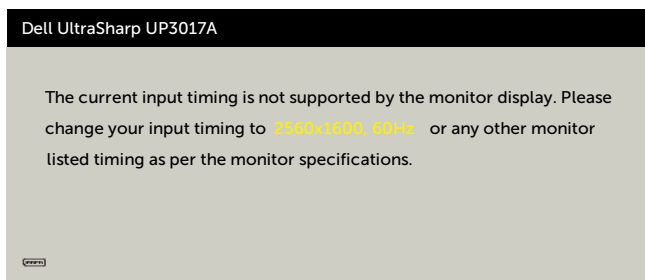 Dell UltraSharp UP3017A
The current input timing is not supported by the monitor display. Please
change your input timing to 2560x1600, 60Hz or any other monitor
listed timing as per the monitor specifications.